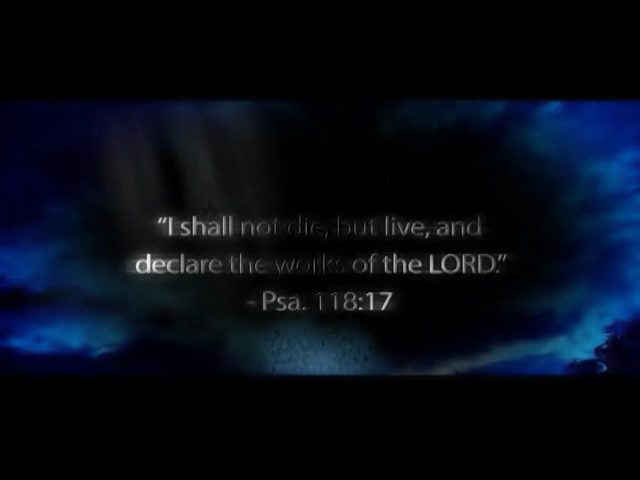 “I shall not die, but live, and
declare the works of the LORD.”
- Psa. 118:17